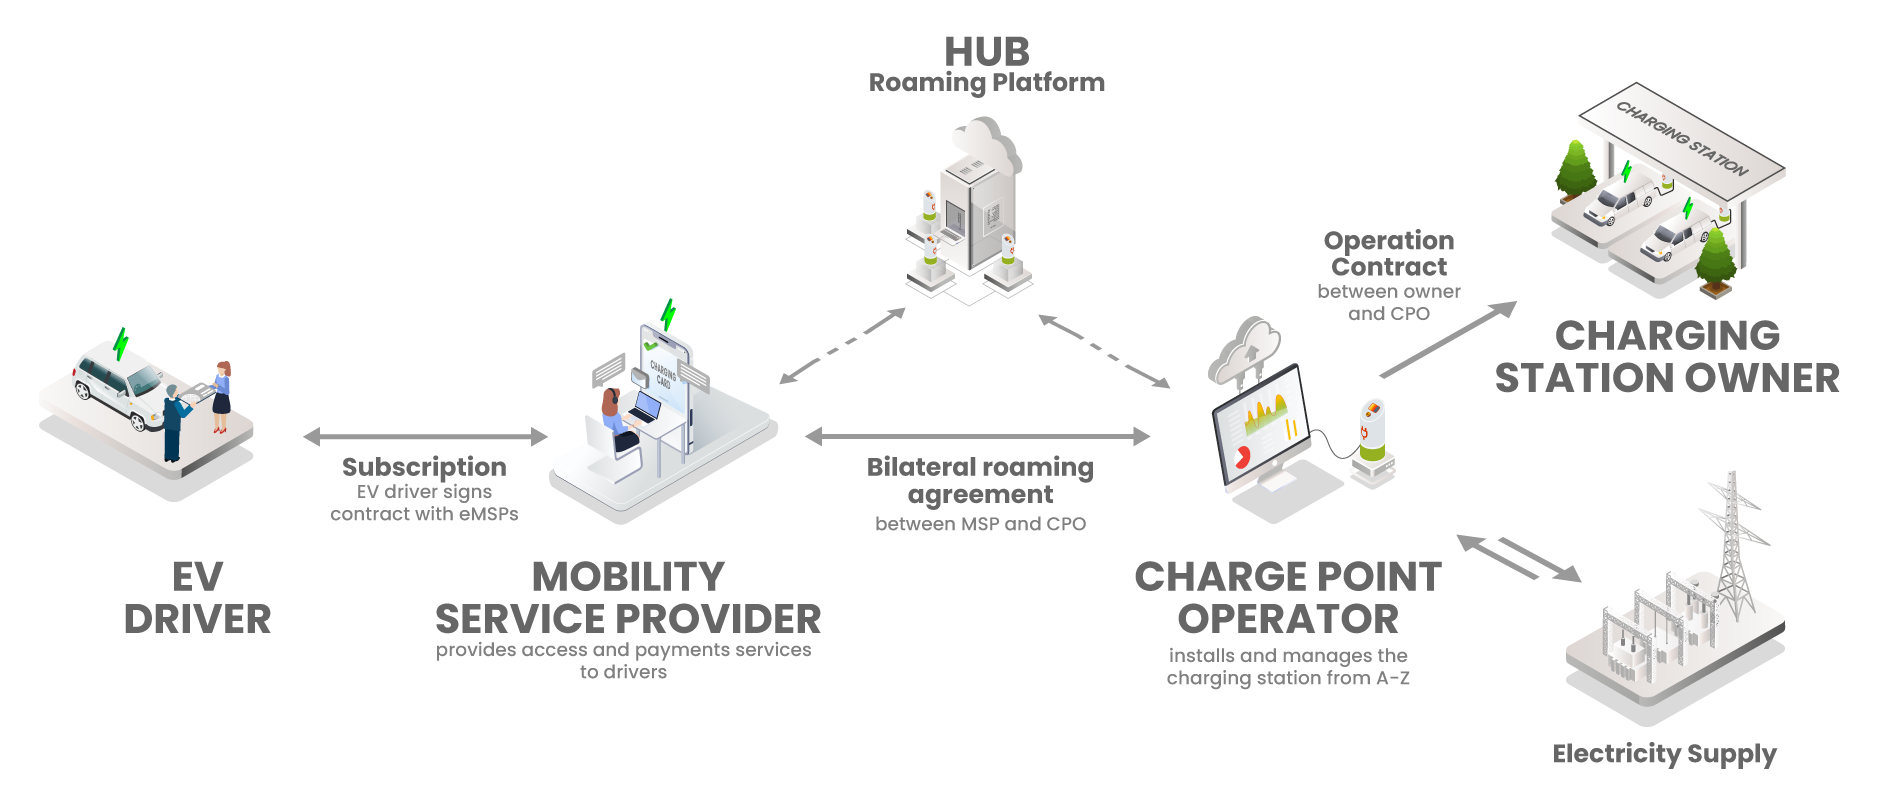 HUB
Roaming Platform
CHARGING STATION
Operation
Contract
between owner
and CPO
CHARGING
STATION OWNER
CHARGING
CARD
Subscription
EV driver signs
contract with eMSPs
Bilateral roaming
agreement
between MSP and CPO
EV
DRIVER
MOBILITY
SERVICE PROVIDER
provides access and payments services
to drivers
CHARGE POINT
OPERATOR
installs and manages the
charging station from A-Z
Electricity Supply